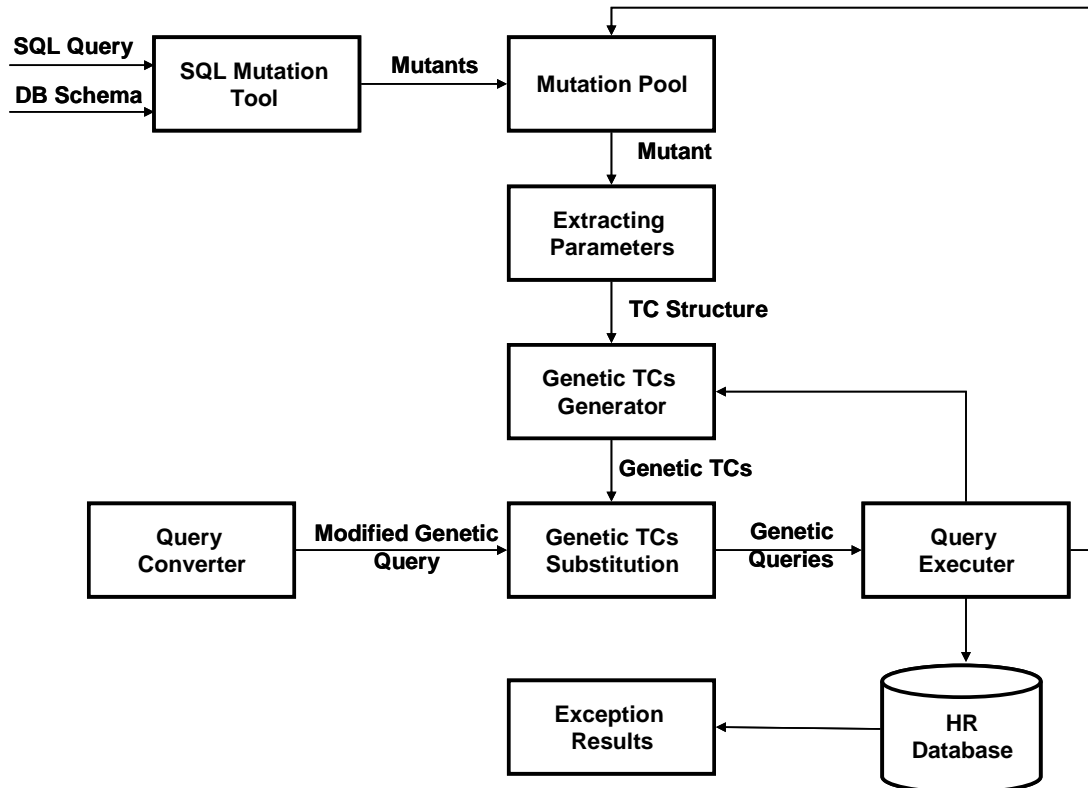 SQL Query
DB Schema
SQL Mutation
Tool
Mutants
Mutation Pool
Mutant
Extracting
Parameters
TC Structure
Genetic TCs
Generator
Genetic TCs
Query
Converter
Modified Genetic
Query
Genetic TCs
Substitution
Genetic
Queries
Query
Executer
Exception
Results
HR
Database